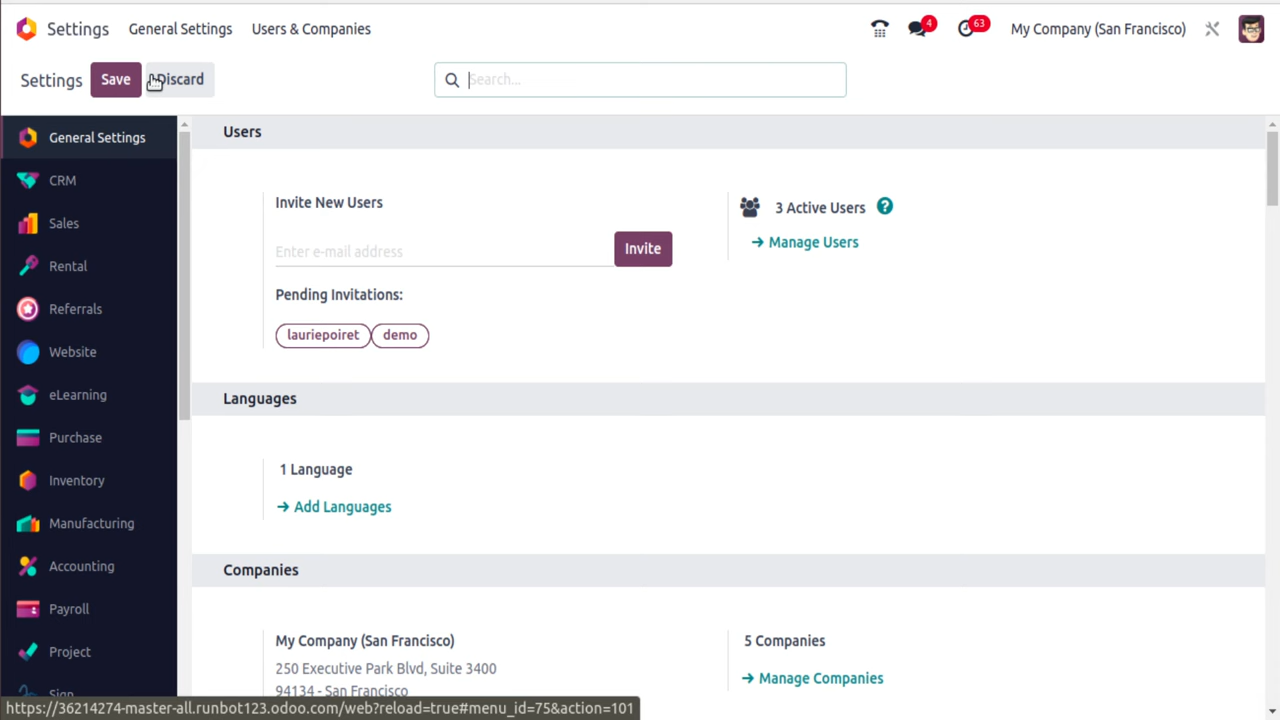 Settings General Settings Users & Companies 4 63 My Company (San Francisco)
Settings Save Discard Search...
General Settings
CRM
Sales
Rental
Referrals
Website
eLearning
Purchase
Inventory
Manufacturing
Accounting
Payroll
Project
Sign
Users
Invite New Users
Enter e-mail address Invite
Pending Invitations:
lauriepoiret demo
3 Active Users ?
→ Manage Users
Languages
1 Language
→ Add Languages
Companies
My Company (San Francisco)
250 Executive Park Blvd, Suite 3400
94134 - San Francisco
5 Companies
→ Manage Companies
https://36214274-master-all.runbot123.odoo.com/web?reload=true#menu_id=75&action=101